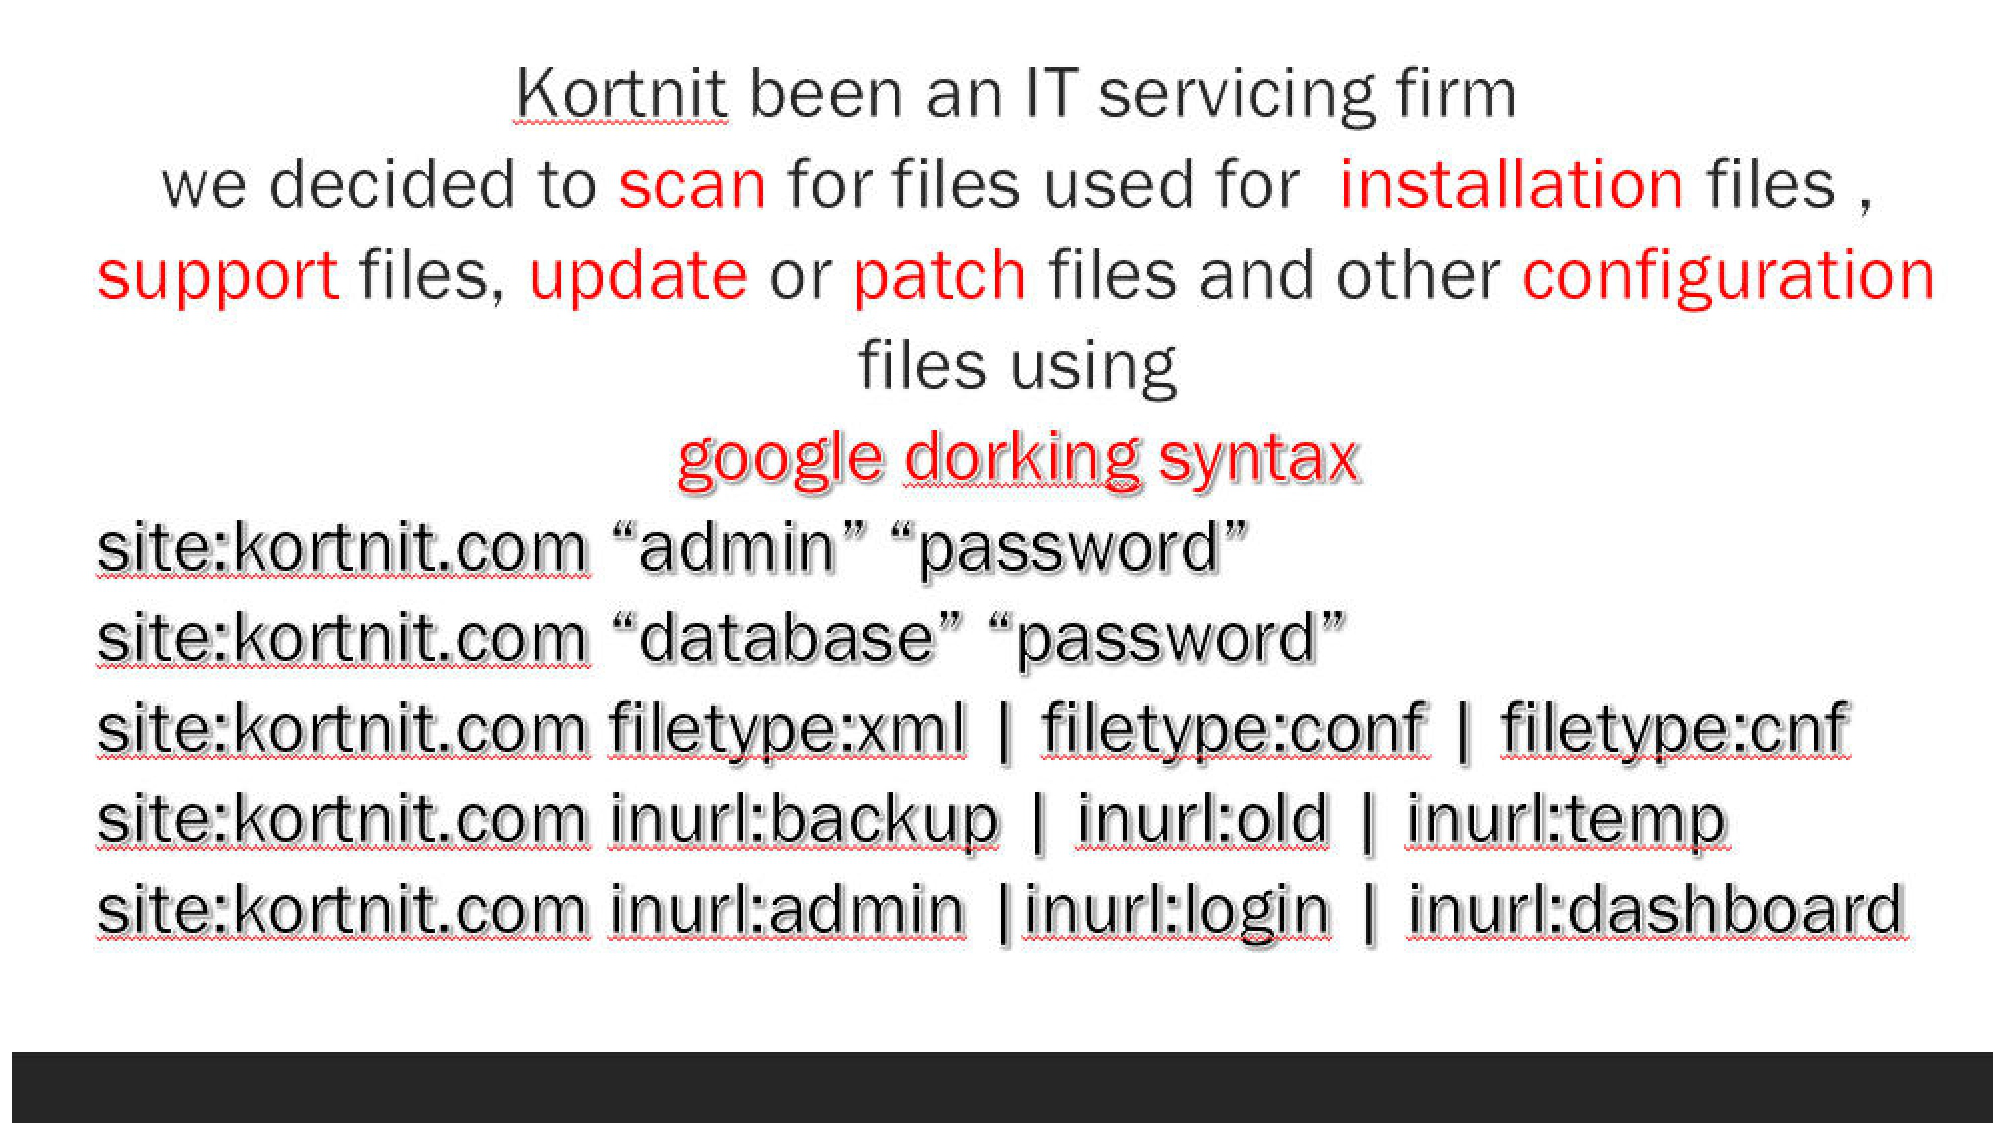 Kortnit been an IT servicing firm
we decided to scan for files used for  installation files ,
support files, update or patch files and other configuration
files using
google dorking syntax
site:kortnit.com “admin” “password”
site:kortnit.com “database” “password”
site:kortnit.com filetype:xml | filetype:conf | filetype:cnf
site:kortnit.com inurl:backup | inurl:old | inurl:temp
site:kortnit.com inurl:admin |inurl:login | inurl:dashboard